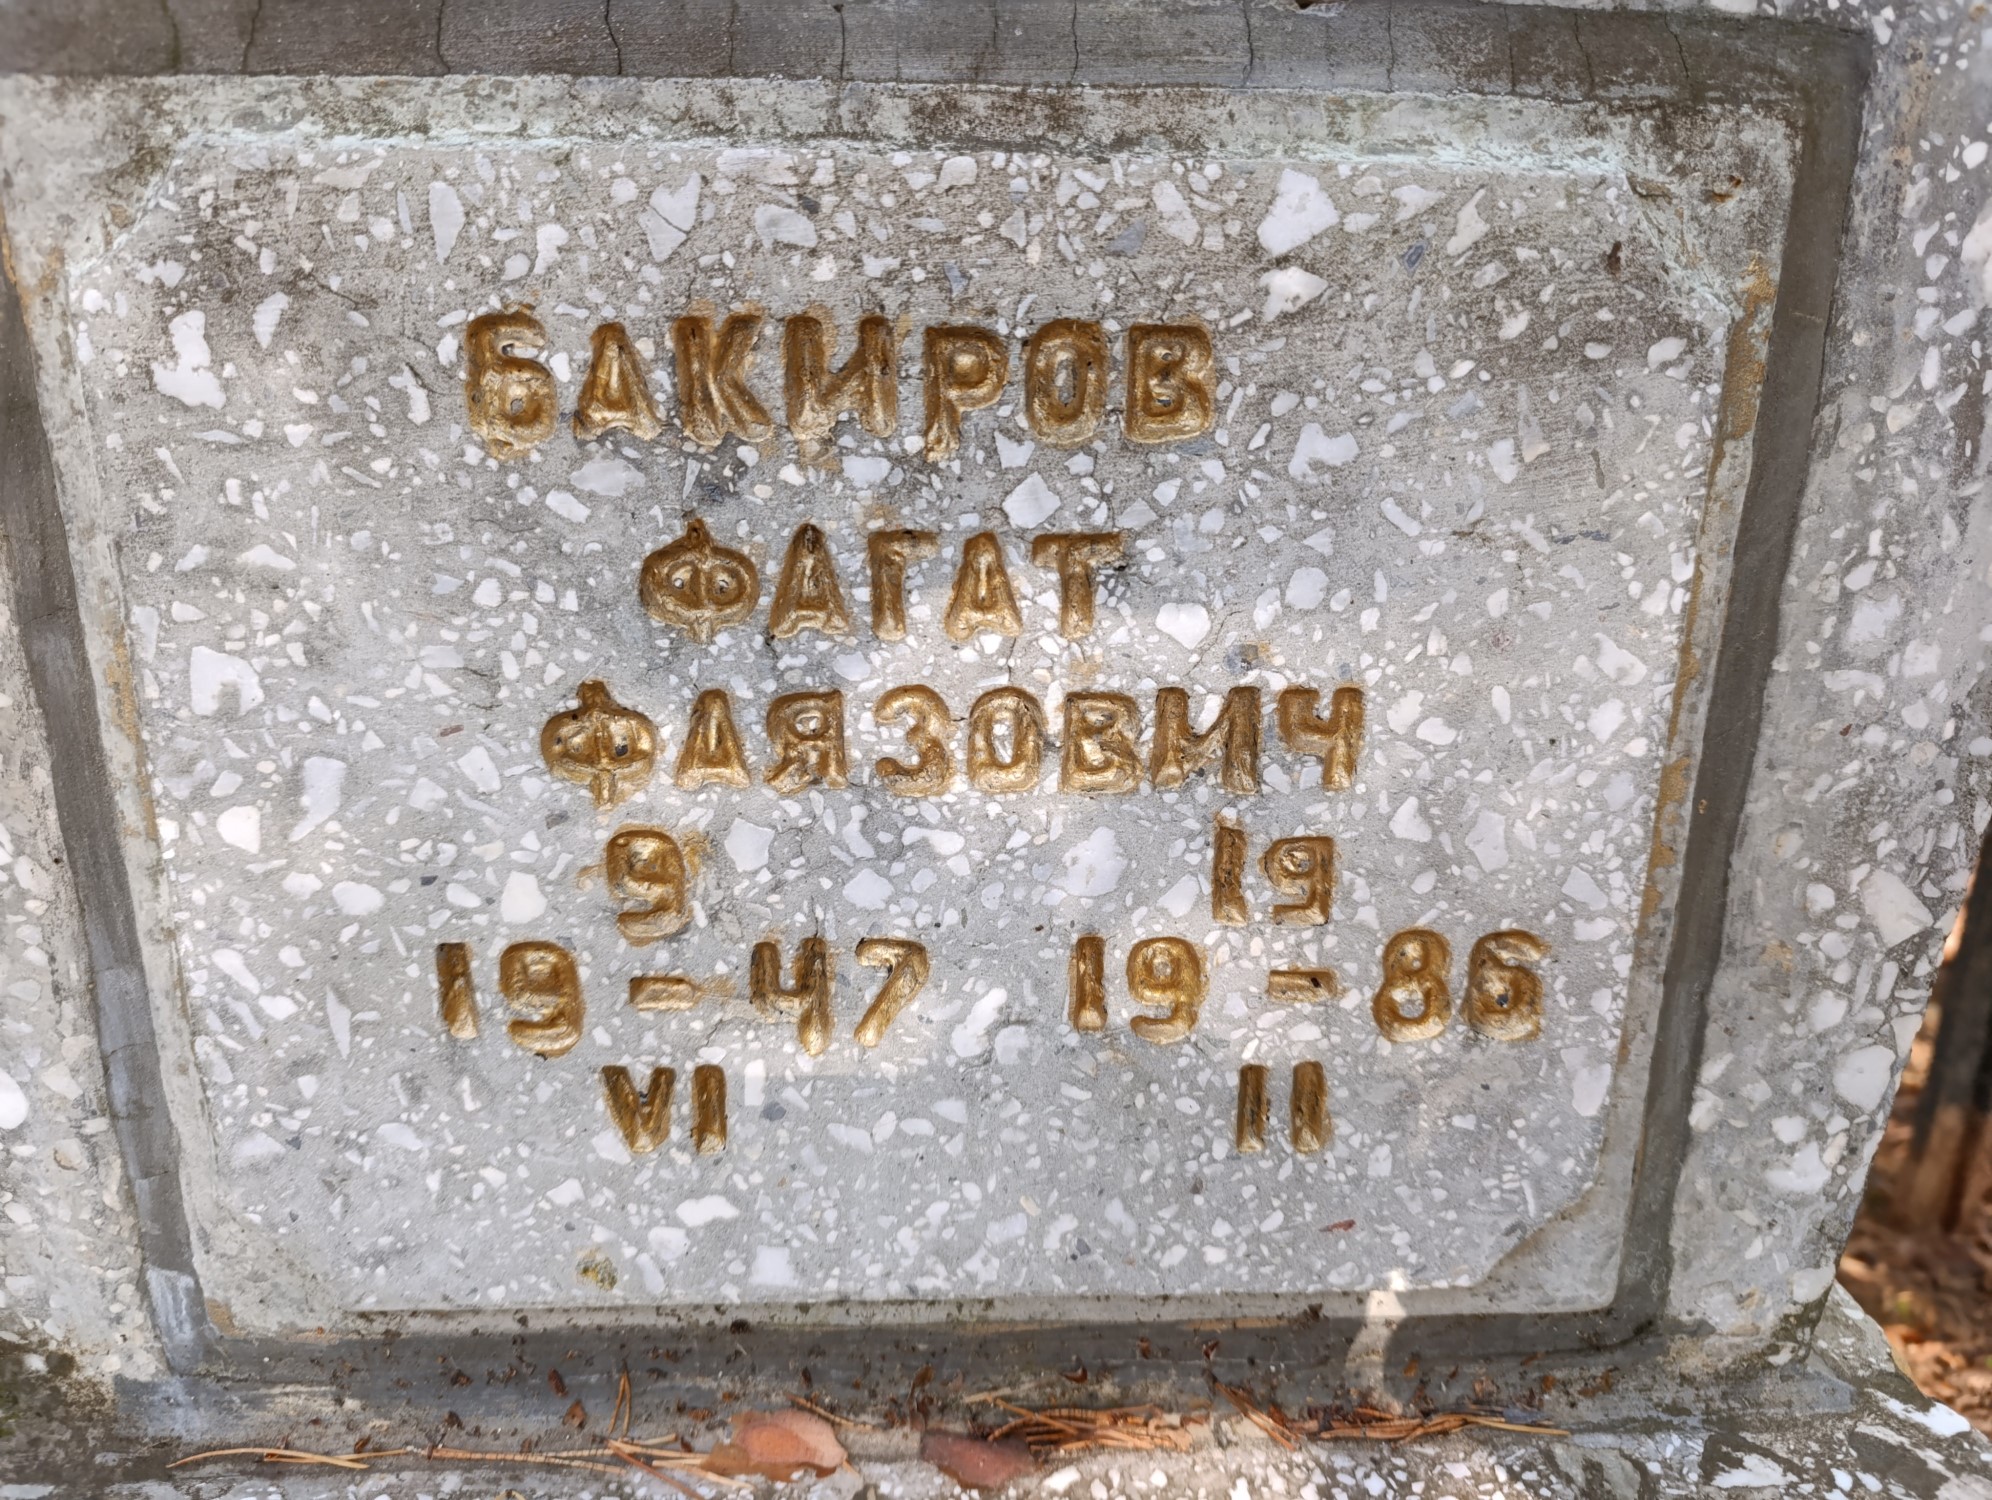 БАКИРОВ
ФАГАТ
ФАЯЗОВИЧ
9 19
19-47 19-86
VI II